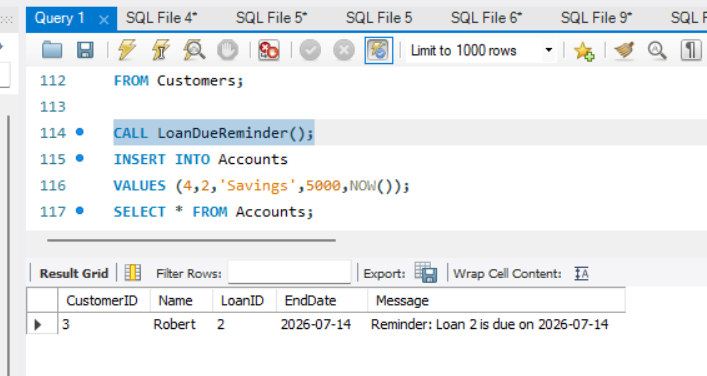 Query 1 × SQL File 4* SQL File 5* SQL File 5 SQL File 6* SQL File 9* SQL F
Limit to 1000 rows
112 FROM Customers;
113
114 CALL LoanDueReminder();
115 INSERT INTO Accounts
116 VALUES (4,2,'Savings',5000,NOW());
117 SELECT * FROM Accounts;
Result Grid Filter Rows: Export: Wrap Cell Content:
CustomerID Name LoanID EndDate Message
3 Robert 2 2026-07-14 Reminder: Loan 2 is due on 2026-07-14